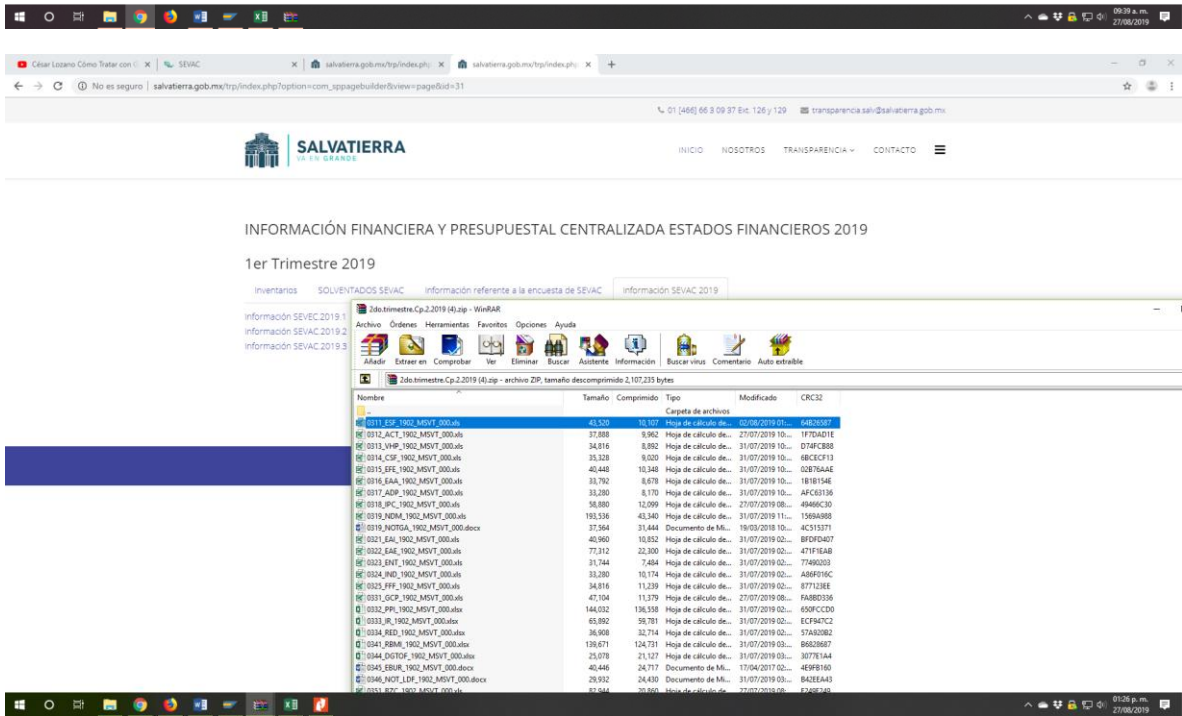 09:39 a. m.
27/08/2019
César Lozano Cómo Tratar con
SEVAC
salvatierra.gob.mx/trp/index.php
salvatierra.gob.mx/trp/index.php
No es seguro | salvatierra.gob.mx/trp/index.php?option=com_sppagebuilder&view=page&id=31
01 [466] 66 3 09 37 Ext. 126 y 129 transparencia.salv@salvatierra.gob.mx
SALVATIERRA
VA EN GRANDE
INICIO NOSOTROS TRANSPARENCIA CONTACTO
INFORMACIÓN FINANCIERA Y PRESUPUESTAL CENTRALIZADA ESTADOS FINANCIEROS 2019
1er Trimestre 2019
Inventarios SOLVENTADOS SEVAC Información referente a la encuesta de SEVAC Información SEVAC 2019
Información SEVEC.2019 1
Información SEVAC.2019.2
Información SEVAC.2019.3
2do.trimestre.Cp.2.2019 (4).zip - WinRAR
Archivo Órdenes Herramientas Favoritos Opciones Ayuda
Añadir Extraer en Comprobar Ver Eliminar Buscar Asistente Información Buscar virus Comentario Auto extraíble
2do.trimestre.Cp.2.2019 (4).zip - archivo ZIP, tamaño descomprimido 2,107,235 bytes
Nombre Tamaño Comprimido Tipo Modificado CRC32
.. Carpeta de archivos
0311_ESF_1902_MSVT_000.xls 43,520 10,107 Hoja de cálculo de... 02/08/2019 01:... 64B26587
0312_ACT_1902_MSVT_000.xls 37,888 9,962 Hoja de cálculo de... 27/07/2019 10:... 1F7DAD1E
0313_VHP_1902_MSVT_000.xls 34,816 8,892 Hoja de cálculo de... 31/07/2019 10:... D74FCB88
0314_CSF_1902_MSVT_000.xls 35,328 9,020 Hoja de cálculo de... 31/07/2019 10:... 6BCECF13
0315_EFE_1902_MSVT_000.xls 40,448 10,348 Hoja de cálculo de... 31/07/2019 10:... 02B76AAE
0316_EAA_1902_MSVT_000.xls 33,792 8,678 Hoja de cálculo de... 31/07/2019 10:... 1B1B154E
0317_ADP_1902_MSVT_000.xls 33,280 8,170 Hoja de cálculo de... 31/07/2019 10:... AFC63136
0318_IPC_1902_MSVT_000.xls 58,880 12,099 Hoja de cálculo de... 27/07/2019 08:... 49466C30
0319_NDM_1902_MSVT_000.xls 193,536 43,340 Hoja de cálculo de... 31/07/2019 11:... 1569A988
0319_NOTGA_1902_MSVT_000.docx 37,564 31,444 Documento de Mi... 19/03/2018 10:... 4C515371
0321_EAI_1902_MSVT_000.xls 40,960 10,852 Hoja de cálculo de... 31/07/2019 02:... BFDFD407
0322_EAE_1902_MSVT_000.xls 77,312 22,300 Hoja de cálculo de... 31/07/2019 02:... 471F1EAB
0323_ENT_1902_MSVT_000.xls 31,744 7,484 Hoja de cálculo de... 31/07/2019 02:... 77490203
0324_IND_1902_MSVT_000.xls 33,280 10,174 Hoja de cálculo de... 31/07/2019 02:... A86F016C
0325_FFF_1902_MSVT_000.xls 34,816 11,239 Hoja de cálculo de... 31/07/2019 02:... 877123EE
0331_GCP_1902_MSVT_000.xls 47,104 11,379 Hoja de cálculo de... 27/07/2019 08:... FA8BD336
0332_PPI_1902_MSVT_000.xlsx 144,032 136,558 Hoja de cálculo de... 31/07/2019 02:... 650FCCD0
0333_IR_1902_MSVT_000.xlsx 65,892 59,781 Hoja de cálculo de... 31/07/2019 02:... ECF947C2
0334_RED_1902_MSVT_000.xlsx 36,908 32,714 Hoja de cálculo de... 31/07/2019 02:... 57A920B2
0341_RBMI_1902_MSVT_000.xlsx 139,671 124,731 Hoja de cálculo de... 31/07/2019 03:... B6828687
0344_DGTOF_1902_MSVT_000.xlsx 25,078 21,127 Hoja de cálculo de... 31/07/2019 03:... 3077E1A4
0345_EBUR_1902_MSVT_000.docx 40,446 24,717 Documento de Mi... 17/04/2017 02:... 4E9FB160
0346_NOT_LDF_1902_MSVT_000.docx 29,932 24,430 Documento de Mi... 31/07/2019 03:... B42EEA43
0351_BZC_1902_MSVT_000.xls 82,944 20,860 Hoja de cálculo de... 27/07/2019 08:... F249F249
01:26 p. m.
27/08/2019